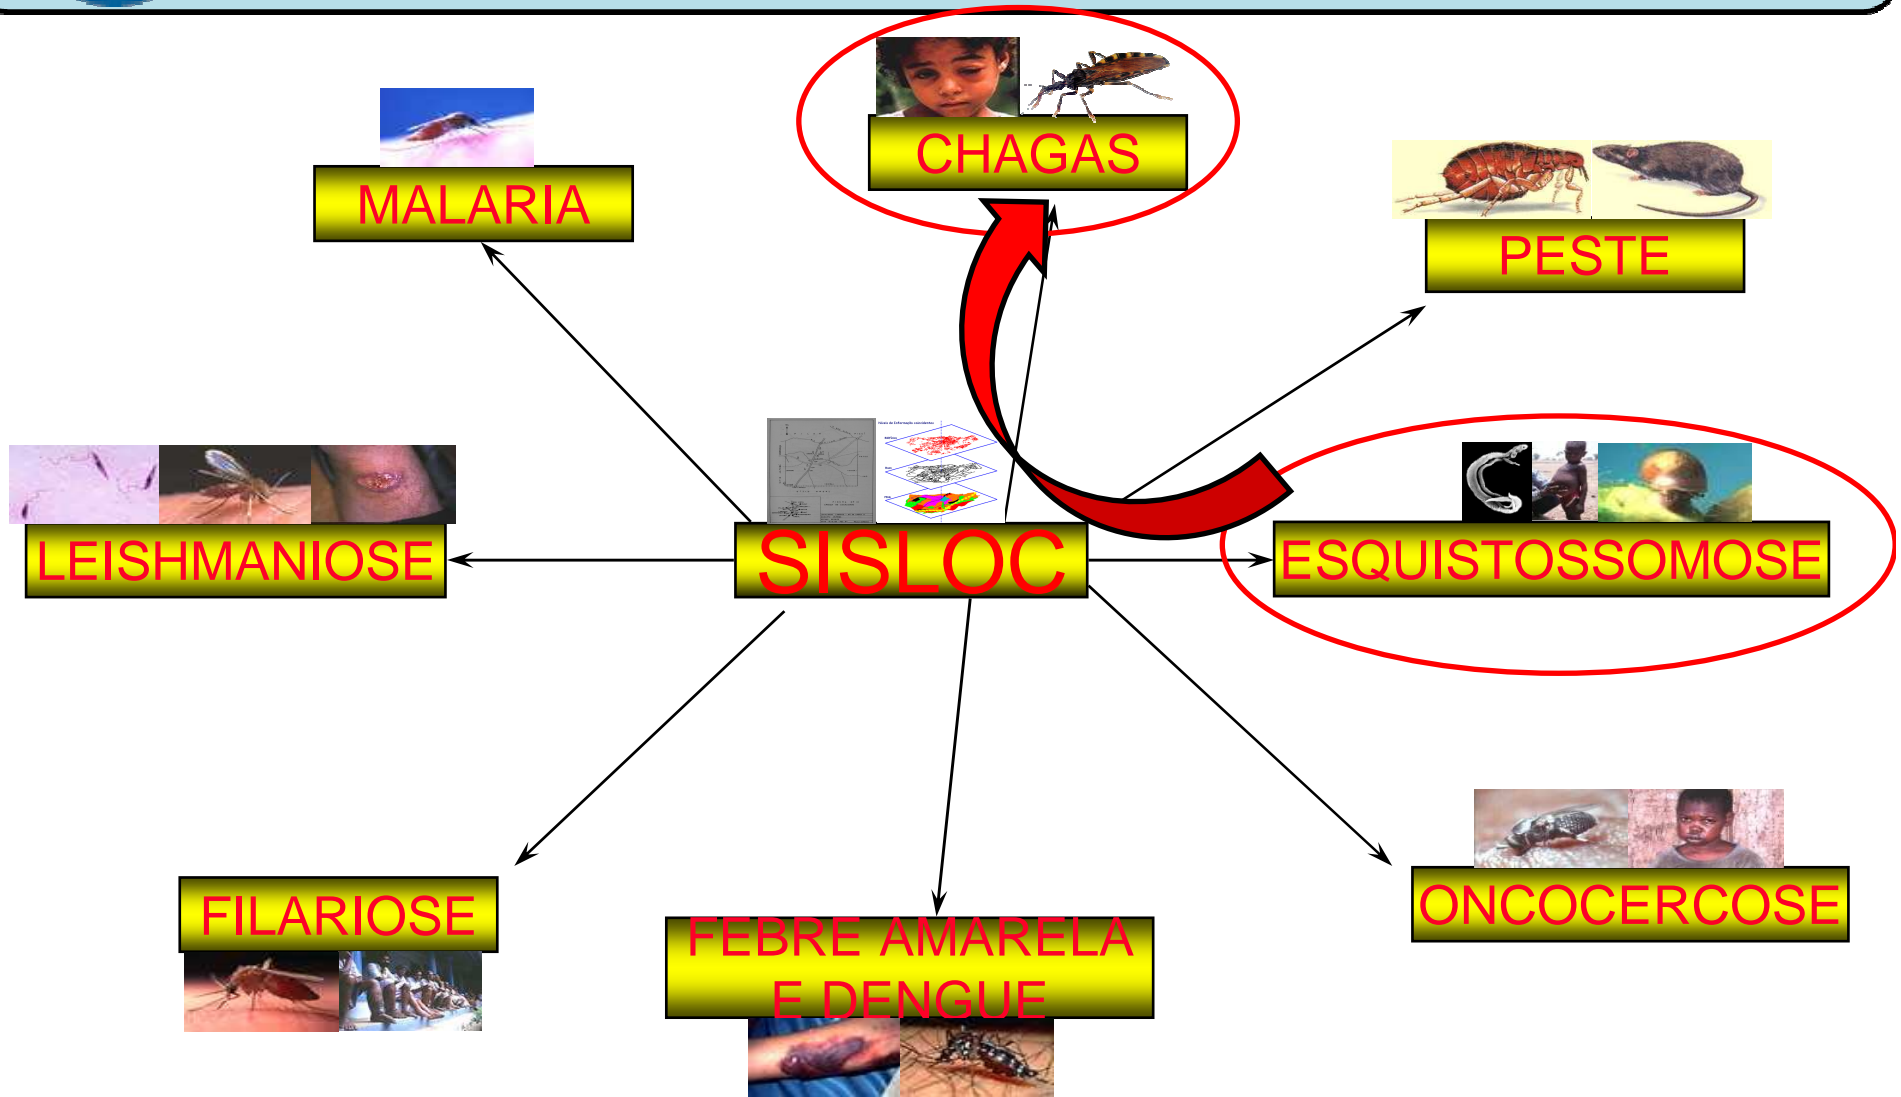 CHAGAS
MALARIA
PESTE
SISLOC
LEISHMANIOSE
ESQUISTOSSOMOSE
FILARIOSE
FEBRE AMARELA
E DENGUE
ONCOCERCOSE